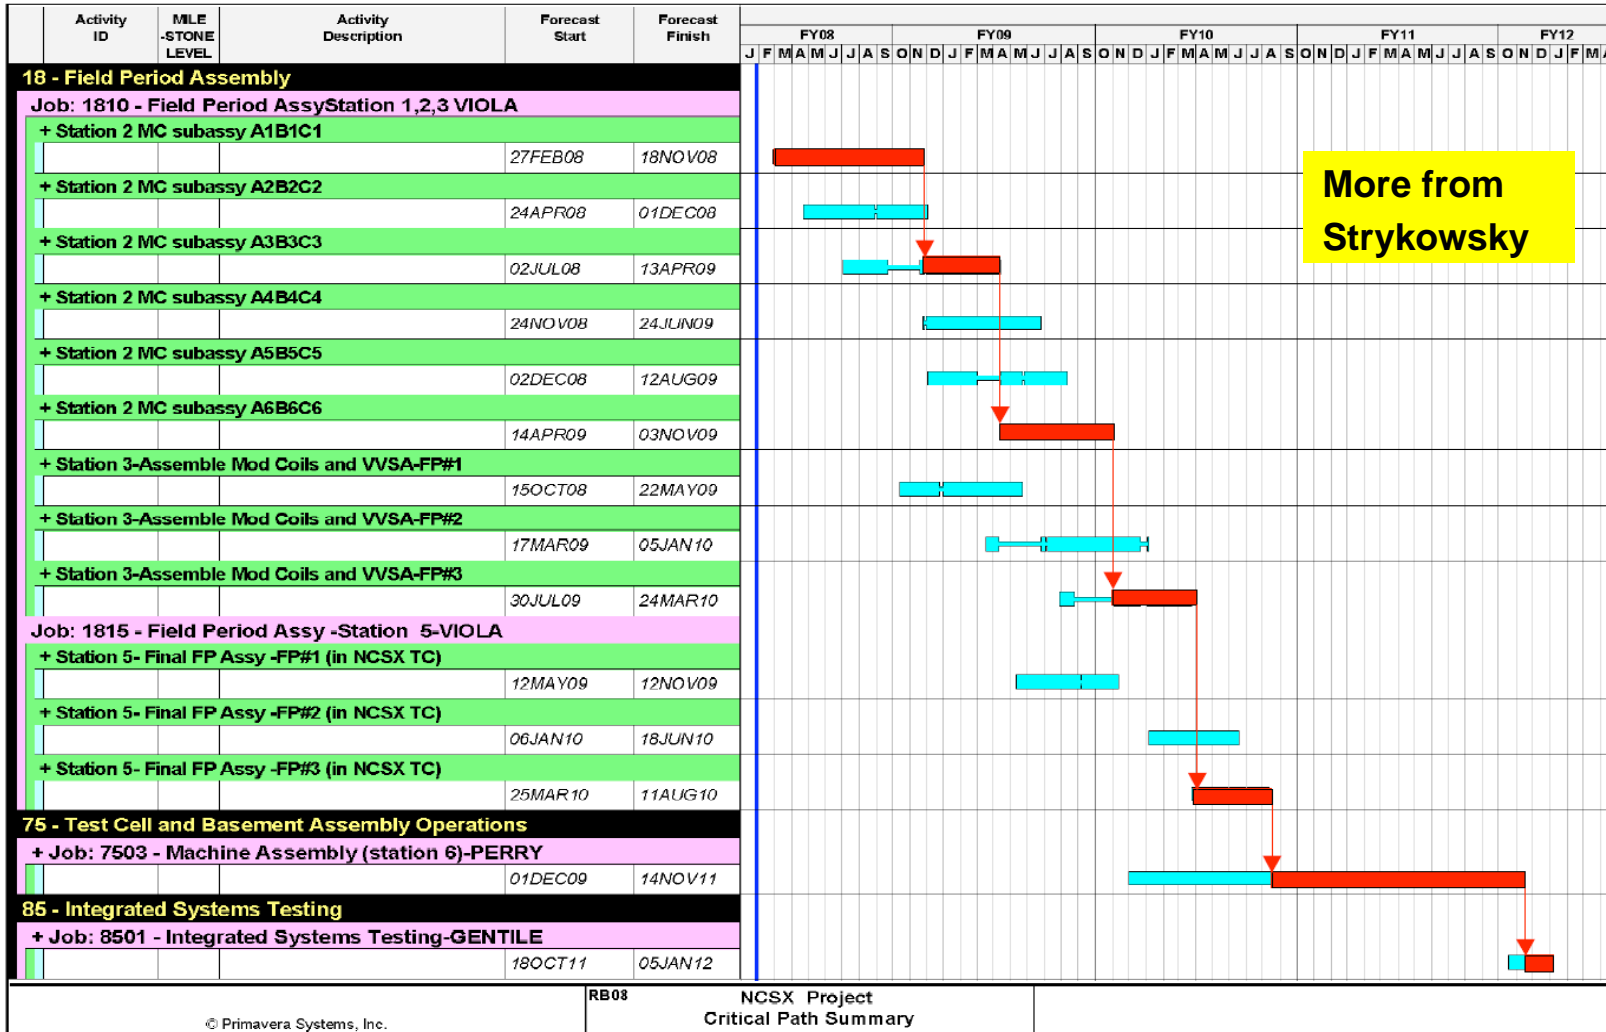 Activity ID MILE -STONE LEVEL Activity Description Forecast Start Forecast Finish
FY08 FY09 FY10 FY11 FY12
J F M A M J J A S O N D J F M A M J J A S O N D J F M A M J J A S O N D J F M A M J J A S O N D J F M A
18 - Field Period Assembly
Job: 1810 - Field Period AssyStation 1,2,3 VIOLA
+ Station 2 MC subassy A1B1C1
27FEB08 18NOV08
+ Station 2 MC subassy A2B2C2
24APR08 01DEC08
+ Station 2 MC subassy A3B3C3
02JUL08 13APR09
+ Station 2 MC subassy A4B4C4
24NOV08 24JUN09
+ Station 2 MC subassy A5B5C5
02DEC08 12AUG09
+ Station 2 MC subassy A6B6C6
14APR09 03NOV09
+ Station 3-Assemble Mod Coils and VVSA-FP#1
15OCT08 22MAY09
+ Station 3-Assemble Mod Coils and VVSA-FP#2
17MAR09 05JAN10
+ Station 3-Assemble Mod Coils and VVSA-FP#3
30JUL09 24MAR10
Job: 1815 - Field Period Assy -Station 5-VIOLA
+ Station 5- Final FP Assy -FP#1 (in NCSX TC)
12MAY09 12NOV09
+ Station 5- Final FP Assy -FP#2 (in NCSX TC)
06JAN10 18JUN10
+ Station 5- Final FP Assy -FP#3 (in NCSX TC)
25MAR10 11AUG10
75 - Test Cell and Basement Assembly Operations
+ Job: 7503 - Machine Assembly (station 6)-PERRY
01DEC09 14NOV11
85 - Integrated Systems Testing
+ Job: 8501 - Integrated Systems Testing-GENTILE
18OCT11 05JAN12
More from
Strykowsky
RB08
NCSX Project
Critical Path Summary
© Primavera Systems, Inc.